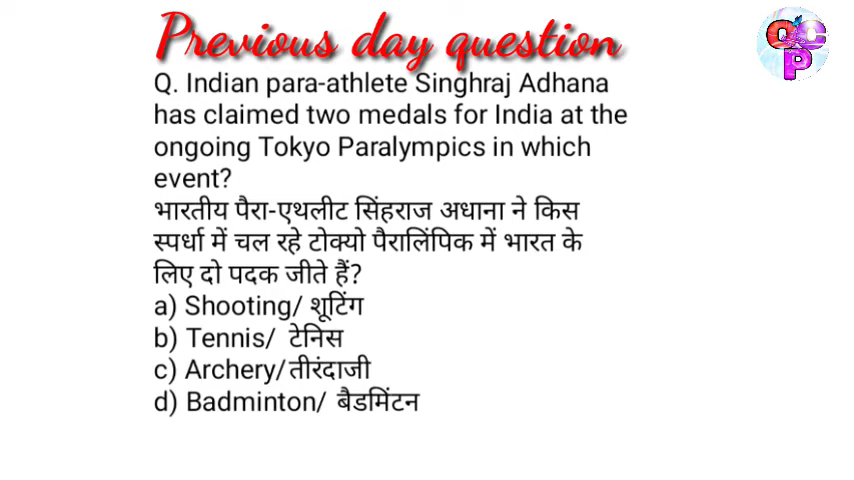 Previous day question
QCP
Q. Indian para-athlete Singhraj Adhana
has claimed two medals for India at the
ongoing Tokyo Paralympics in which
event?
भारतीय पैरा-एथलीट सिंहराज अधाना ने किस
स्पर्धा में चल रहे टोक्यो पैरालिंपिक में भारत के
लिए दो पदक जीते हैं?
a) Shooting/ शूटिंग
b) Tennis/ टेनिस
c) Archery/तीरंदाजी
d) Badminton/ बैडमिंटन